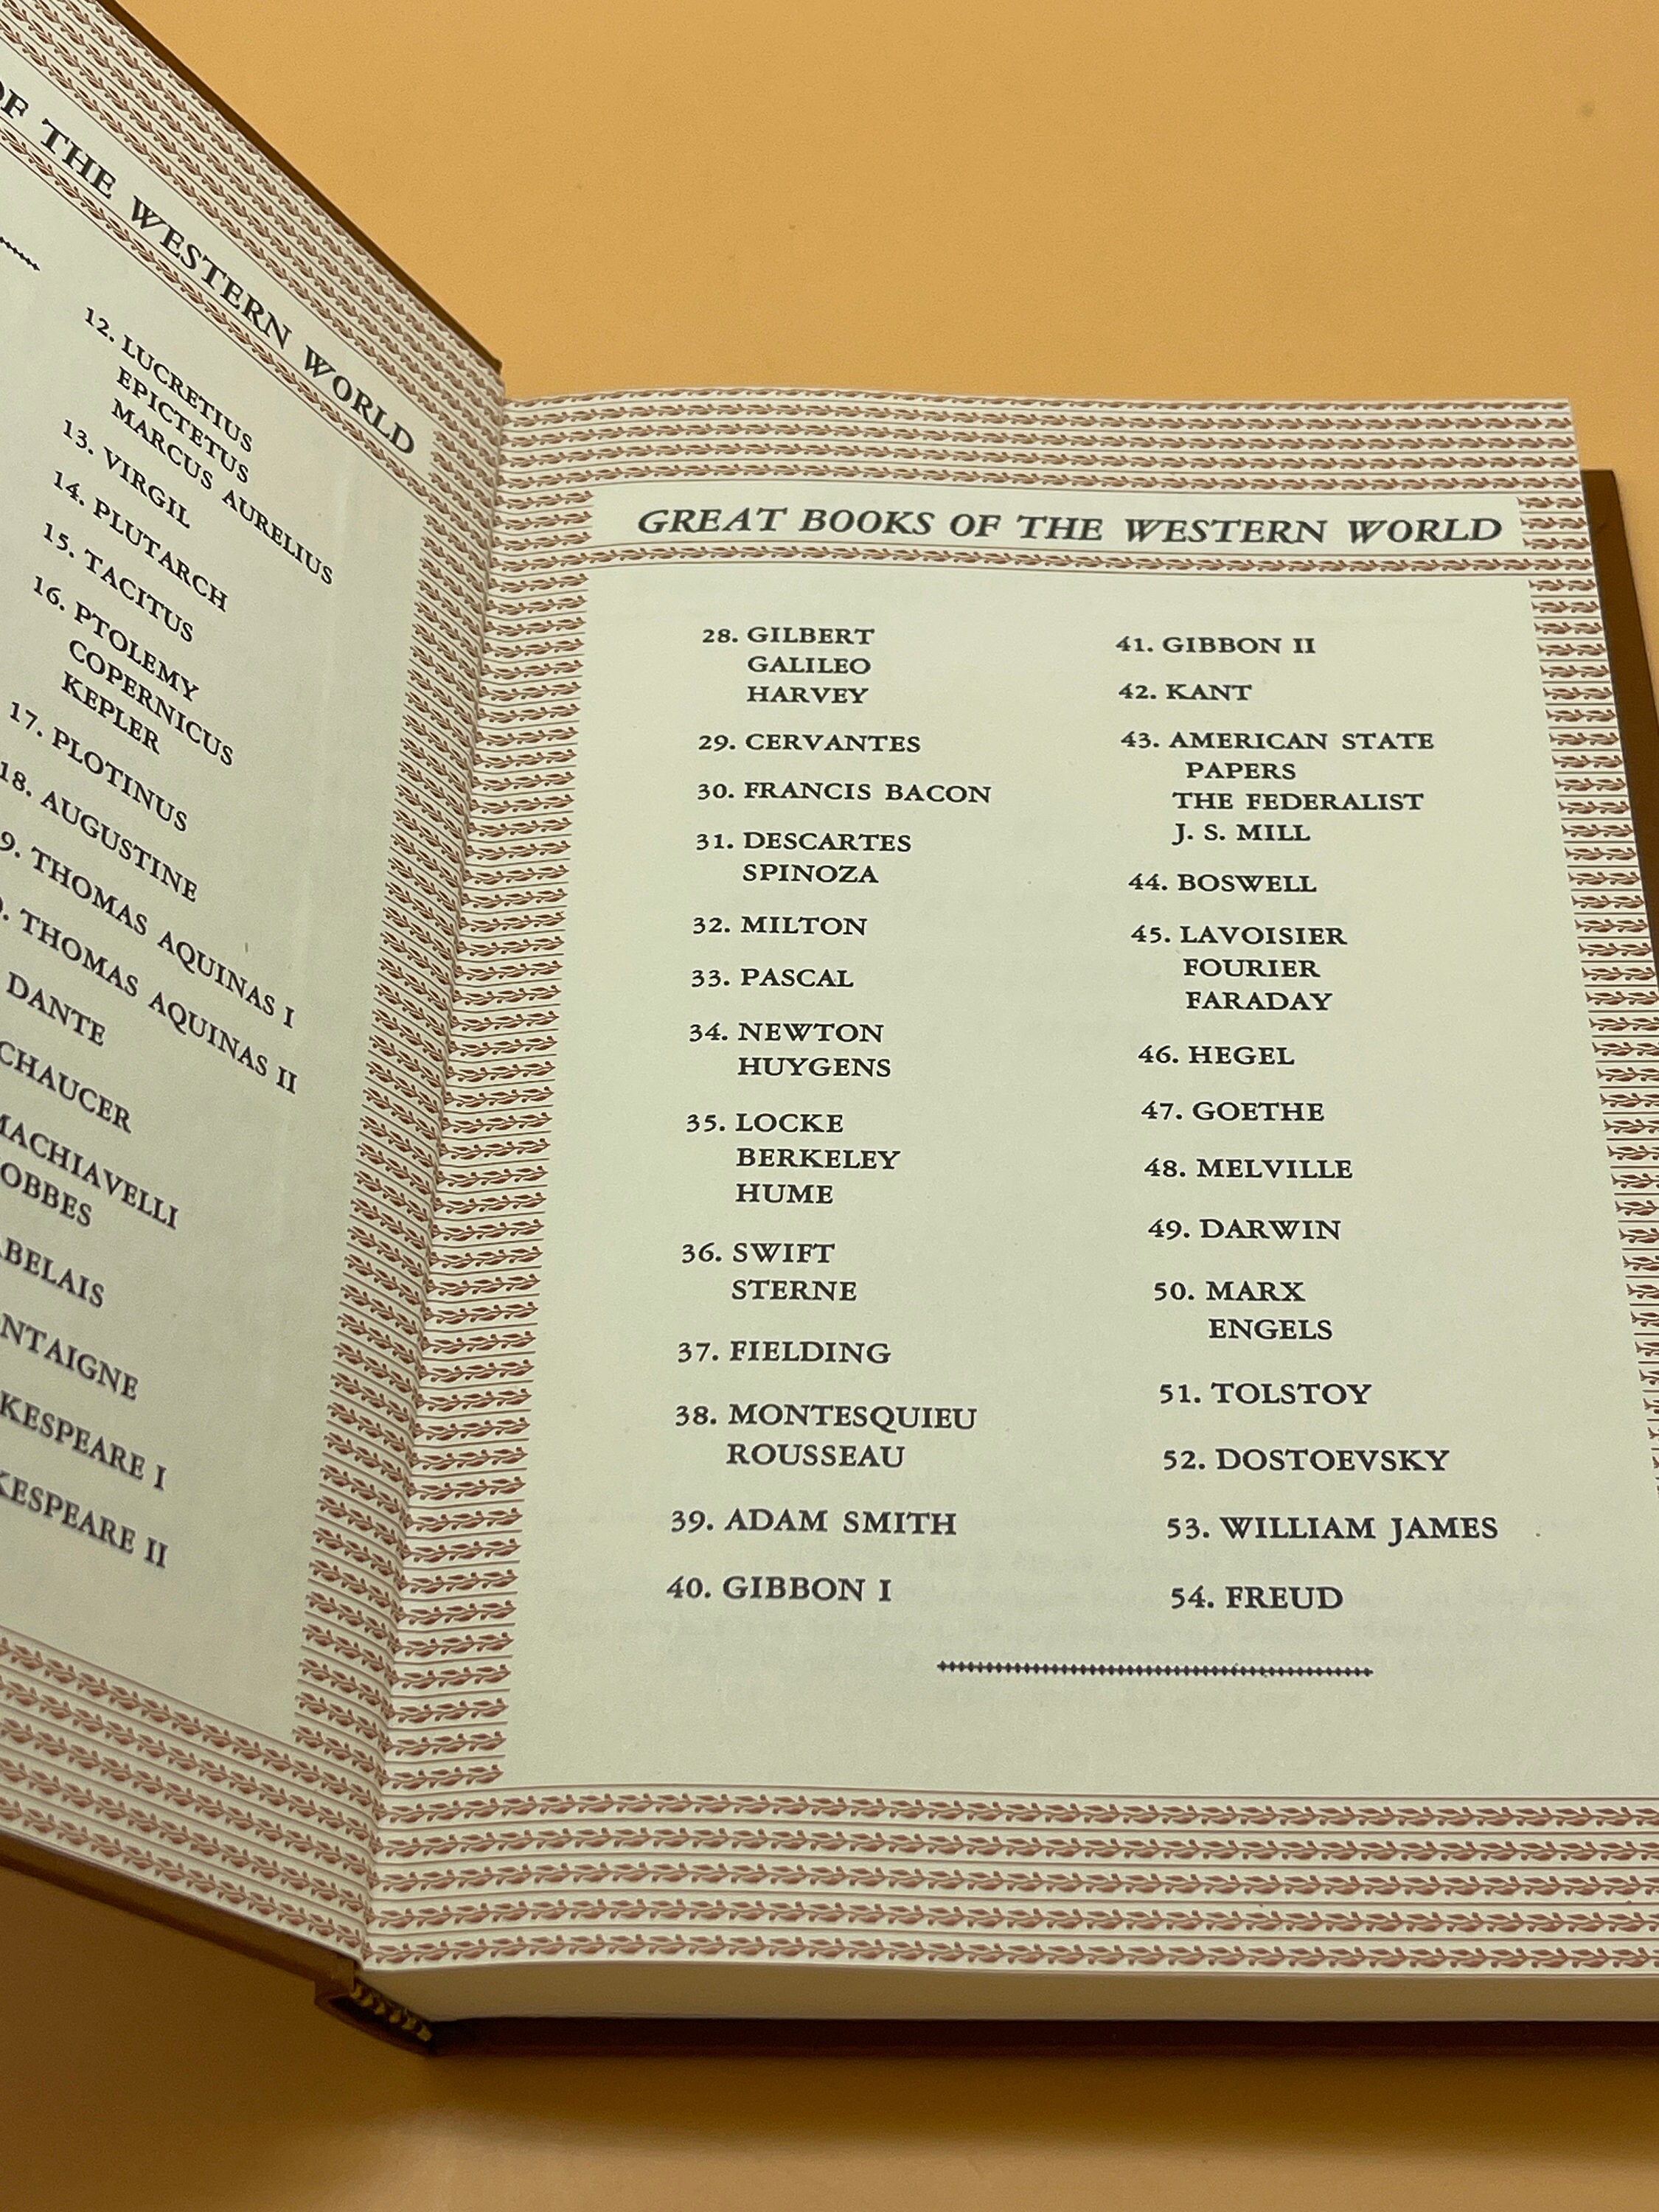 OF THE WESTERN WORLD
12. LUCRETIUS
EPICTETUS
MARCUS AURELIUS
13. VIRGIL
14. PLUTARCH
15. TACITUS
16. PTOLEMY
COPERNICUS
KEPLER
17. PLOTINUS
18. AUGUSTINE
9. THOMAS AQUINAS I
. THOMAS AQUINAS II
DANTE
CHAUCER
MACHIAVELLI
OBBES
ABELAIS
NTAIGNE
KESPEARE I
KESPEARE II
GREAT BOOKS OF THE WESTERN WORLD
28. GILBERT
GALILEO
HARVEY
29. CERVANTES
30. FRANCIS BACON
31. DESCARTES
SPINOZA
32. MILTON
33. PASCAL
34. NEWTON
HUYGENS
35. LOCKE
BERKELEY
HUME
36. SWIFT
STERNE
37. FIELDING
38. MONTESQUIEU
ROUSSEAU
39. ADAM SMITH
40. GIBBON I
41. GIBBON II
42. KANT
43. AMERICAN STATE
PAPERS
THE FEDERALIST
J. S. MILL
44. BOSWELL
45. LAVOISIER
FOURIER
FARADAY
46. HEGEL
47. GOETHE
48. MELVILLE
49. DARWIN
50. MARX
ENGELS
51. TOLSTOY
52. DOSTOEVSKY
53. WILLIAM JAMES
54. FREUD